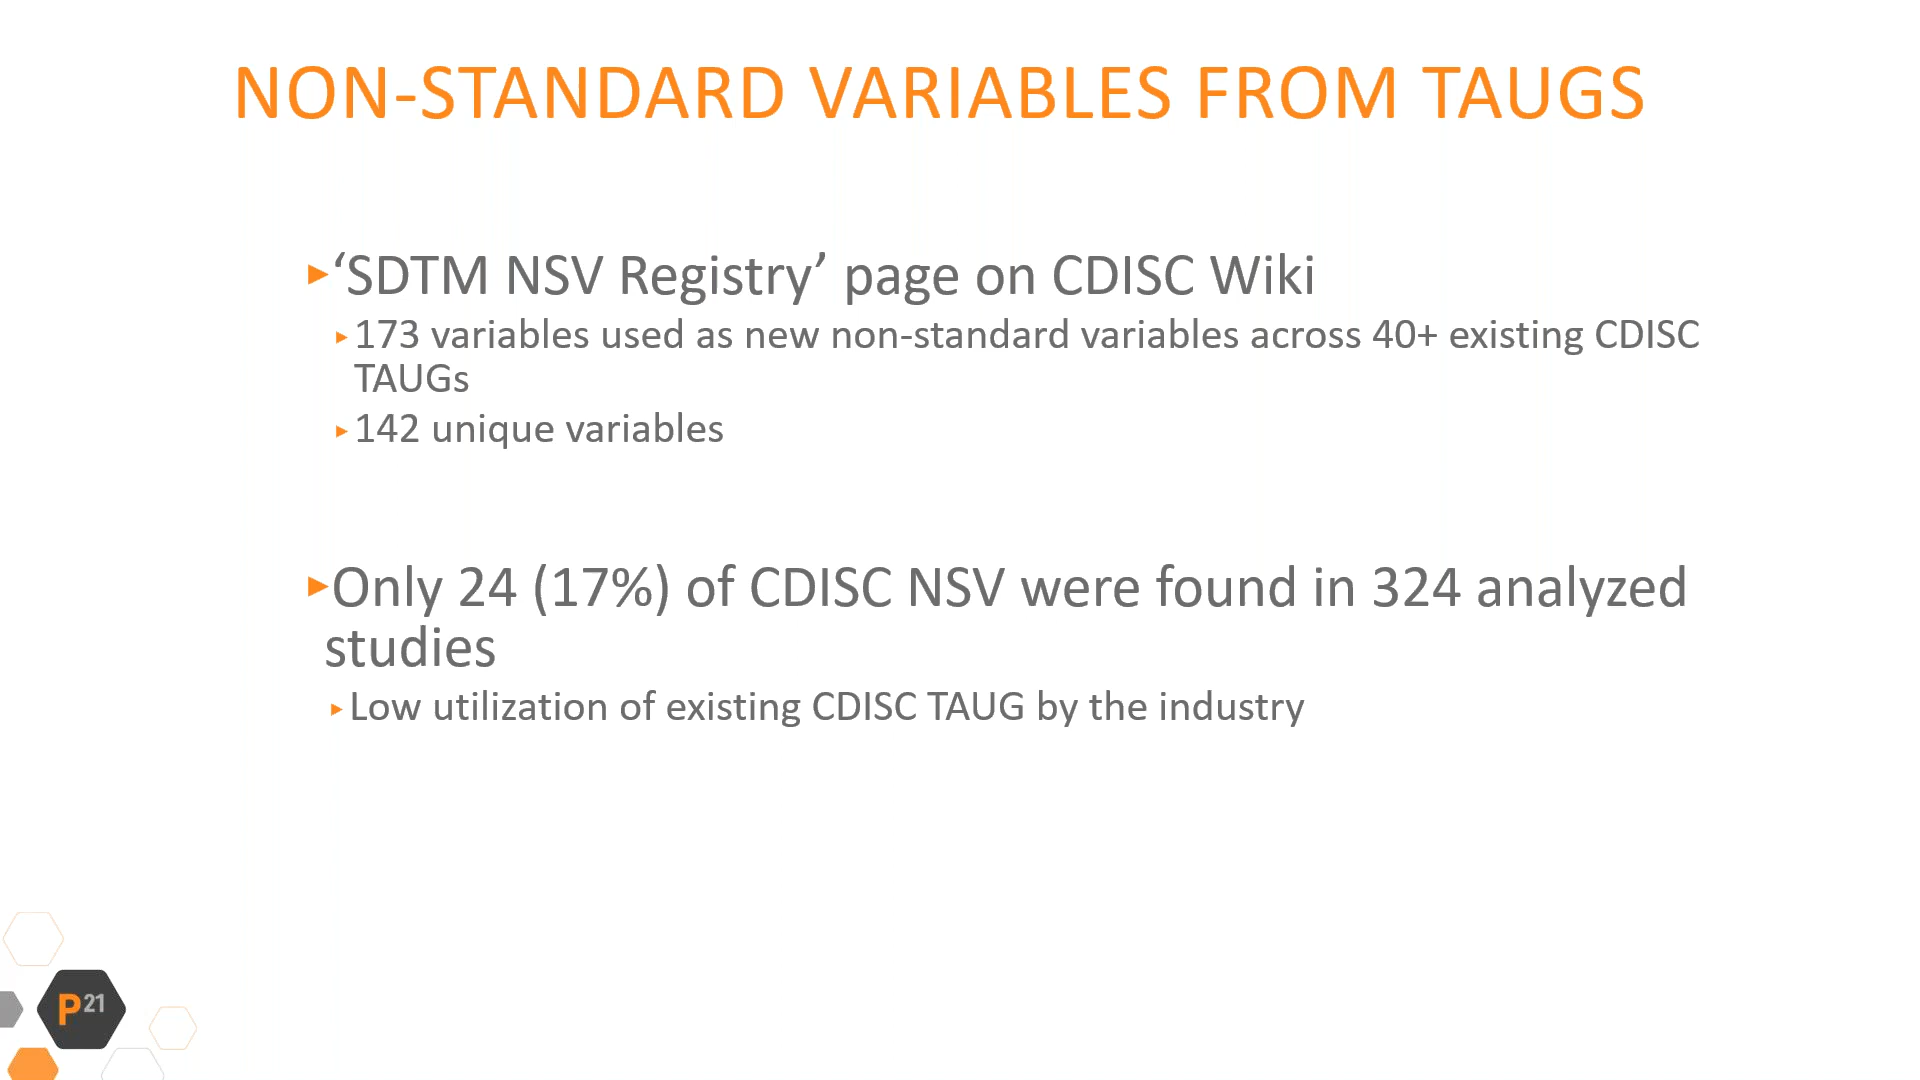 NON-STANDARD VARIABLES FROM TAUGS
‘SDTM NSV Registry’ page on CDISC Wiki
173 variables used as new non-standard variables across 40+ existing CDISC
TAUGs
142 unique variables
Only 24 (17%) of CDISC NSV were found in 324 analyzed
studies
Low utilization of existing CDISC TAUG by the industry
P21